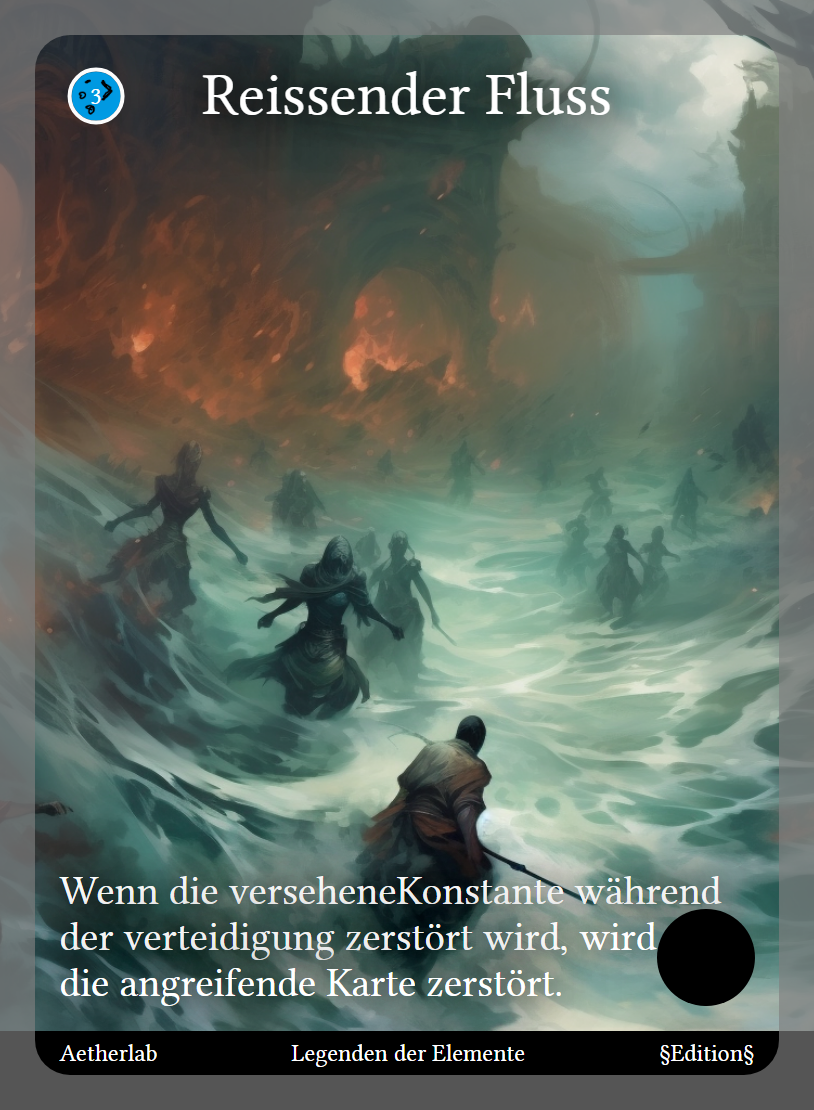 3
Reissender Fluss
Wenn die verseheneKonstante während
der verteidigung zerstört wird, wird
die angreifende Karte zerstört.
Aetherlab
Legenden der Elemente
§Edition§